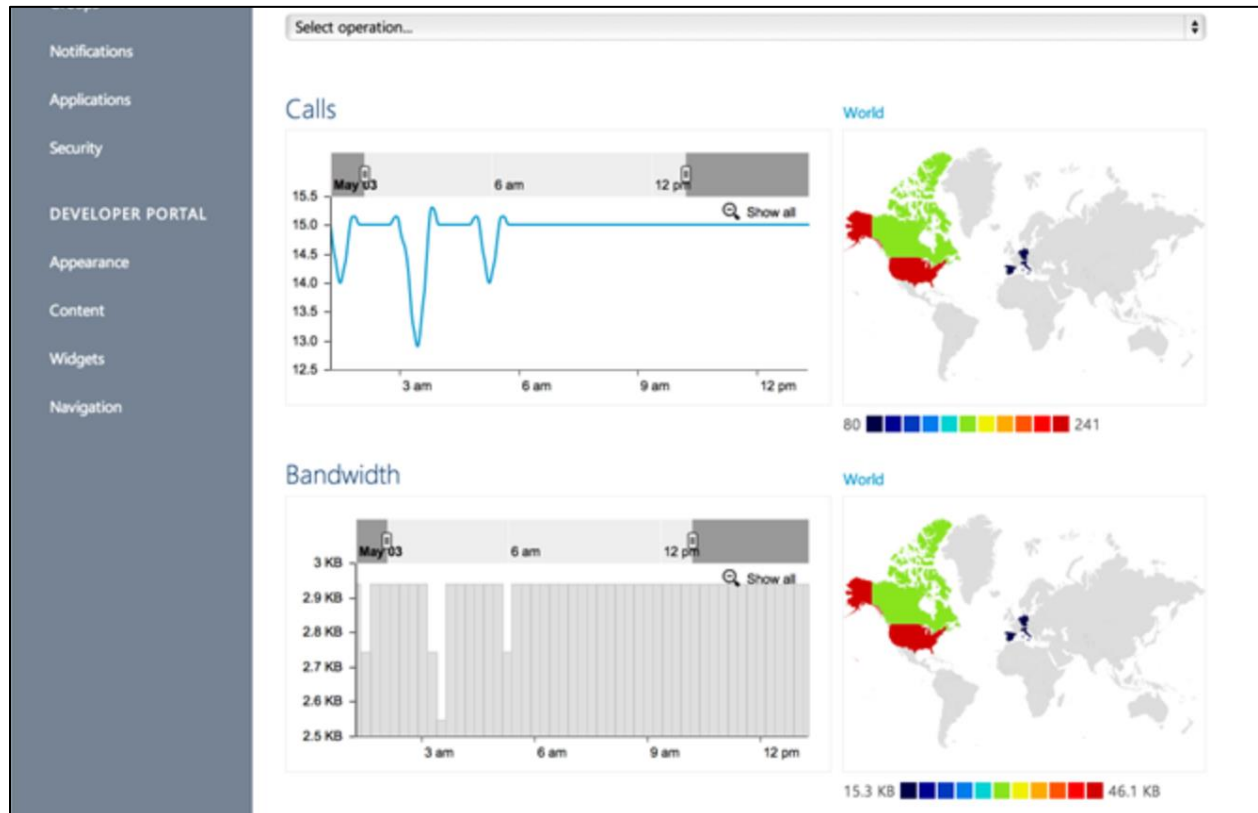 Groups
Select operation...
Notifications
Applications
Security
DEVELOPER PORTAL
Appearance
Content
Widgets
Navigation
Calls
World
May 03 6 am 12 pm
Show all
15.5
15.0
14.5
14.0
13.5
13.0
12.5
3 am 6 am 9 am 12 pm
80 241
Bandwidth
World
May 03 6 am 12 pm
Show all
3 KB
2.9 KB
2.8 KB
2.7 KB
2.6 KB
2.5 KB
3 am 6 am 9 am 12 pm
15.3 KB 46.1 KB